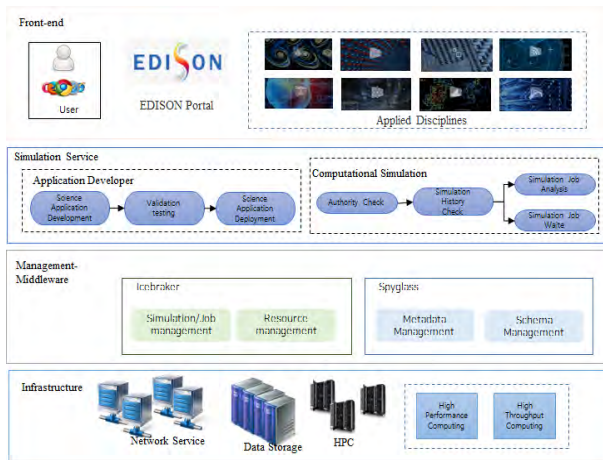 Front-end
User
EDISON
EDISON Portal
Applied Disciplines
Simulation Service
Application Developer
Science
Application
Development
Validation
testing
Science
Application
Deployment
Computational Simulation
Authority Check
Simulation
History
Check
Simulation Job
Analysis
Simulation Job
Waite
Management-
Middleware
Icebraker
Simulation/Job
management
Resource
management
Spyglass
Metadata
Management
Schema
Management
Infrastructure
Network Service
Data Storage
HPC
High
Performance
Computing
High
Throughput
Computing